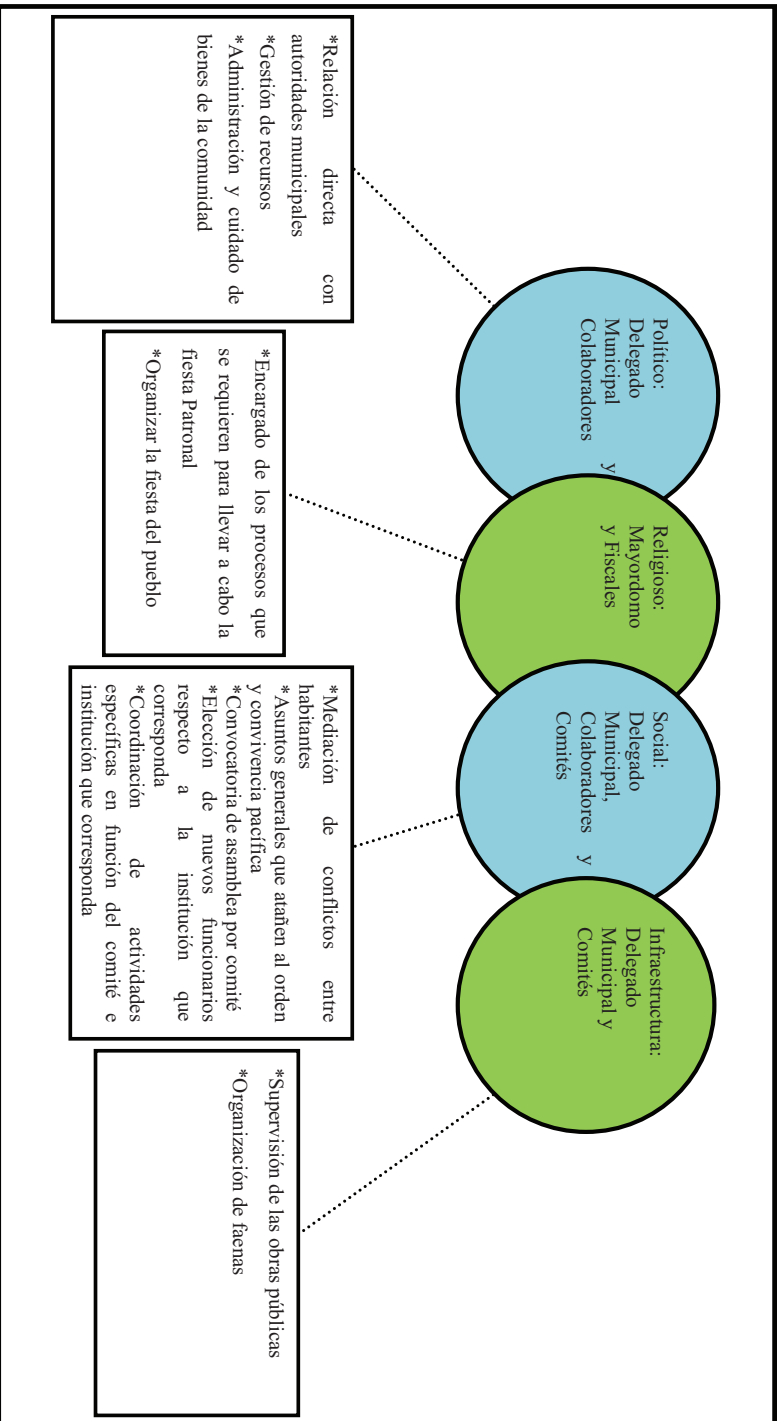 Político:
Delegado
Municipal y
Colaboradores
Religioso:
Mayordomo
y Fiscales
Social:
Delegado
Municipal,
Colaboradores y
Comités
Infraestructura:
Delegado
Municipal y
Comités
*Relación directa con
autoridades municipales
*Gestión de recursos
*Administración y cuidado de
bienes de la comunidad
*Encargado de los procesos que
se requieren para llevar a cabo la
fiesta Patronal
*Organizar la fiesta del pueblo
*Mediación de conflictos entre
habitantes
*Asuntos generales que atañen al orden
y convivencia pacífica
*Convocatoria de asamblea por comité
*Elección de nuevos funcionarios
respecto a la institución que
corresponda
*Coordinación de actividades
específicas en función del comité e
institución que corresponda
*Supervisión de las obras públicas
*Organización de faenas